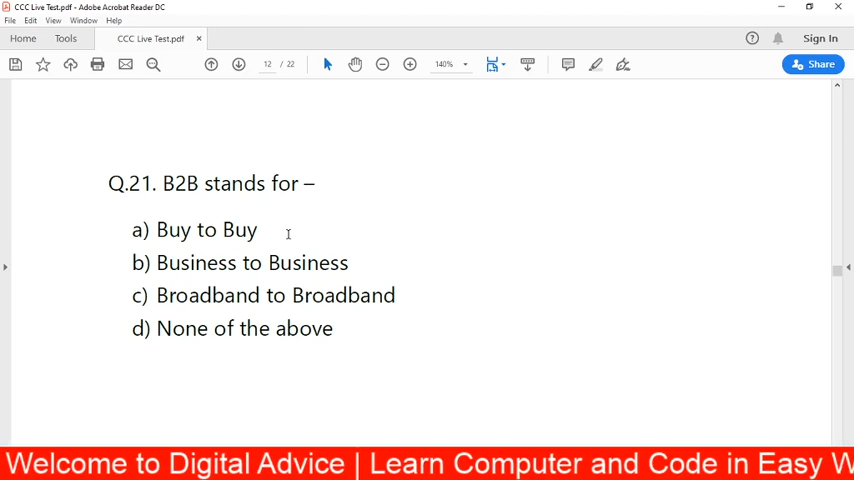 CCC Live Test.pdf - Adobe Acrobat Reader DC
File Edit View Window Help
Home Tools CCC Live Test.pdf × Sign In
12 / 22 140% Share
Q.21. B2B stands for –
a) Buy to Buy
b) Business to Business
c) Broadband to Broadband
d) None of the above
Welcome to Digital Advice | Learn Computer and Code in Easy W